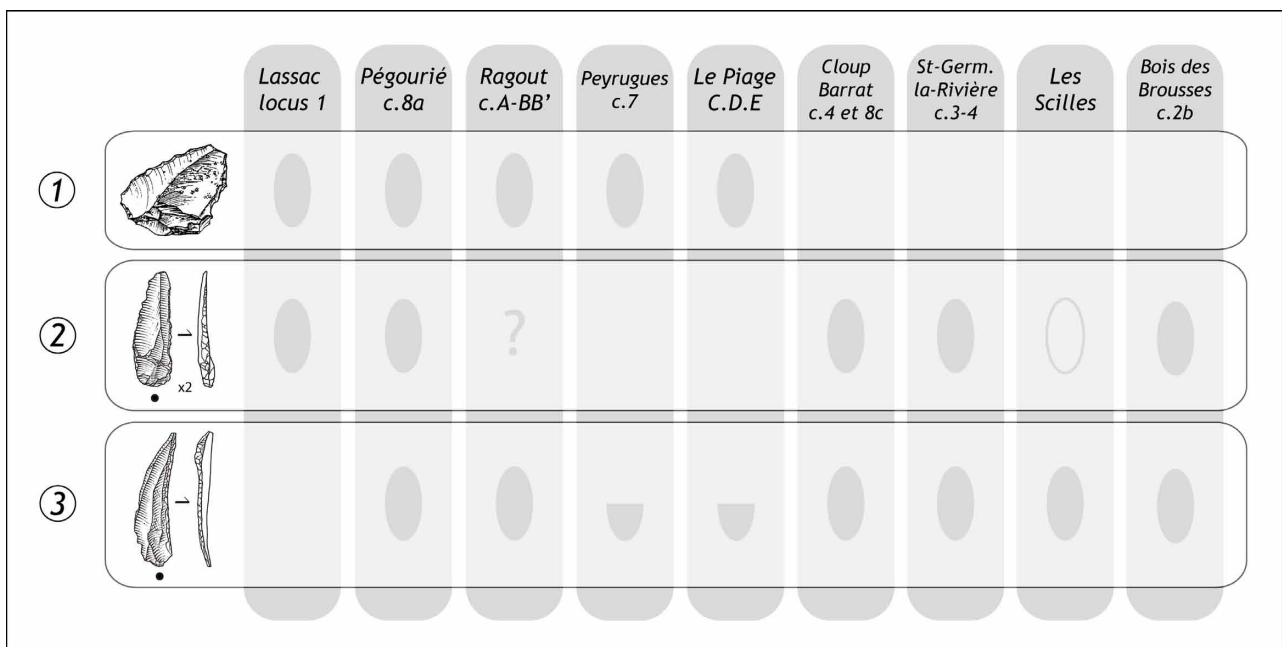 Lassac
locus 1
Pégourié
c.8a
Ragout
c.A-BB'
Peyrugues
c.7
Le Piage
C.D.E
Cloup
Barrat
c.4 et 8c
St-Germ.
la-Rivière
c.3-4
Les
Scilles
Bois des
Brousses
c.2b
1
2
x2
?
3